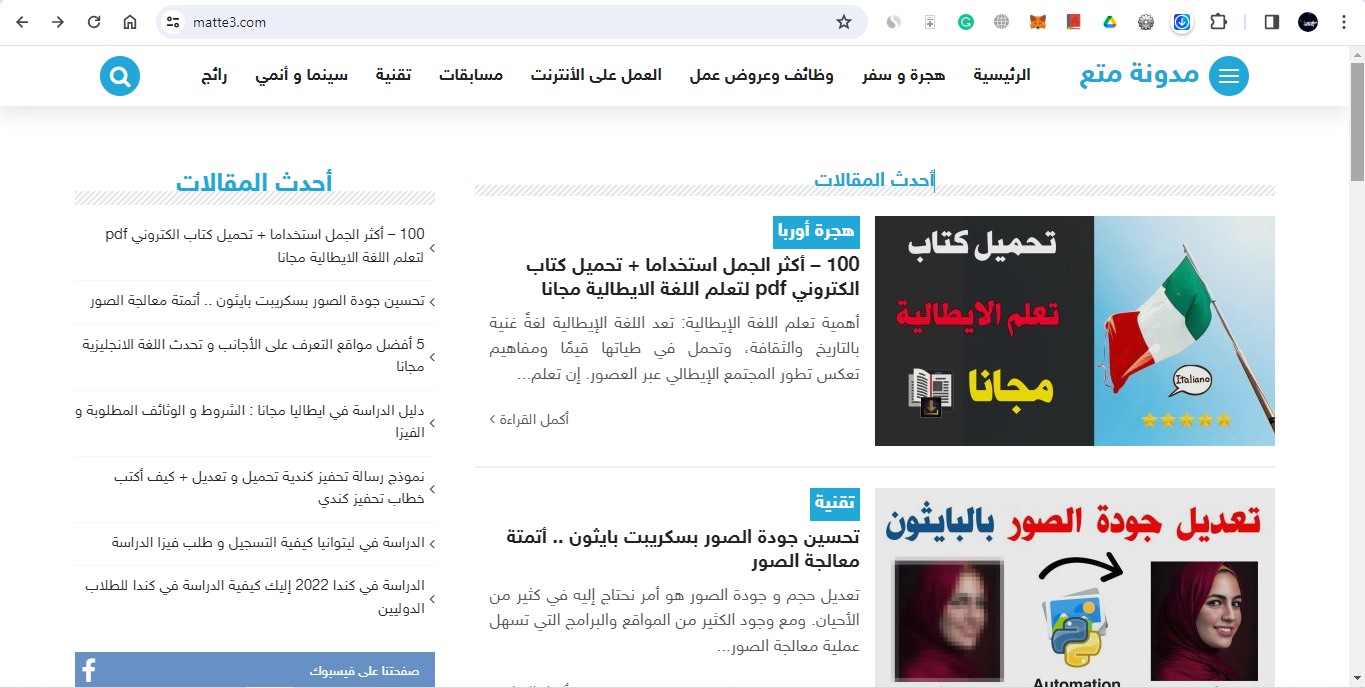 matte3.com
مدونة متع
الرئيسية
هجرة و سفر
وظائف وعروض عمل
العمل على الأنترنت
مسابقات
تقنية
سينما و أنمي
رائج
أحدث المقالات
تحميل كتاب
تعلم الايطالية
مجانا
Italiano
هجرة أوربا
100 – أكثر الجمل استخداما + تحميل كتاب
الكتروني pdf لتعلم اللغة الايطالية مجانا
أهمية تعلم اللغة الإيطالية: تعد اللغة الإيطالية لغةً غنية
بالتاريخ والثقافة، وتحمل في طياتها قيمًا ومفاهيم
تعكس تطور المجتمع الإيطالي عبر العصور. إن تعلم...
أكمل القراءة
تعديل جودة الصور بالبايثون
Automation
تقنية
تحسين جودة الصور بسكريبت بايثون .. أتمتة
معالجة الصور
تعديل حجم و جودة الصور هو أمر نحتاج إليه في كثير من
الأحيان. ومع وجود الكثير من المواقع والبرامج التي تسهل
عملية معالجة الصور...
أحدث المقالات
100 – أكثر الجمل استخداما + تحميل كتاب الكتروني pdf
لتعلم اللغة الايطالية مجانا
تحسين جودة الصور بسكريبت بايثون .. أتمتة معالجة الصور
5 أفضل مواقع التعرف على الأجانب و تحدث اللغة الانجليزية
مجانا
دليل الدراسة في ايطاليا مجانا : الشروط و الوثائف المطلوبة و
الفيزا
نموذج رسالة تحفيز كندية تحميل و تعديل + كيف أكتب
خطاب تحفيز كندي
الدراسة في ليتوانيا كيفية التسجيل و طلب فيزا الدراسة
الدراسة في كندا 2022 إليك كيفية الدراسة في كندا للطلاب
الدوليين
صفحتنا على فيسبوك